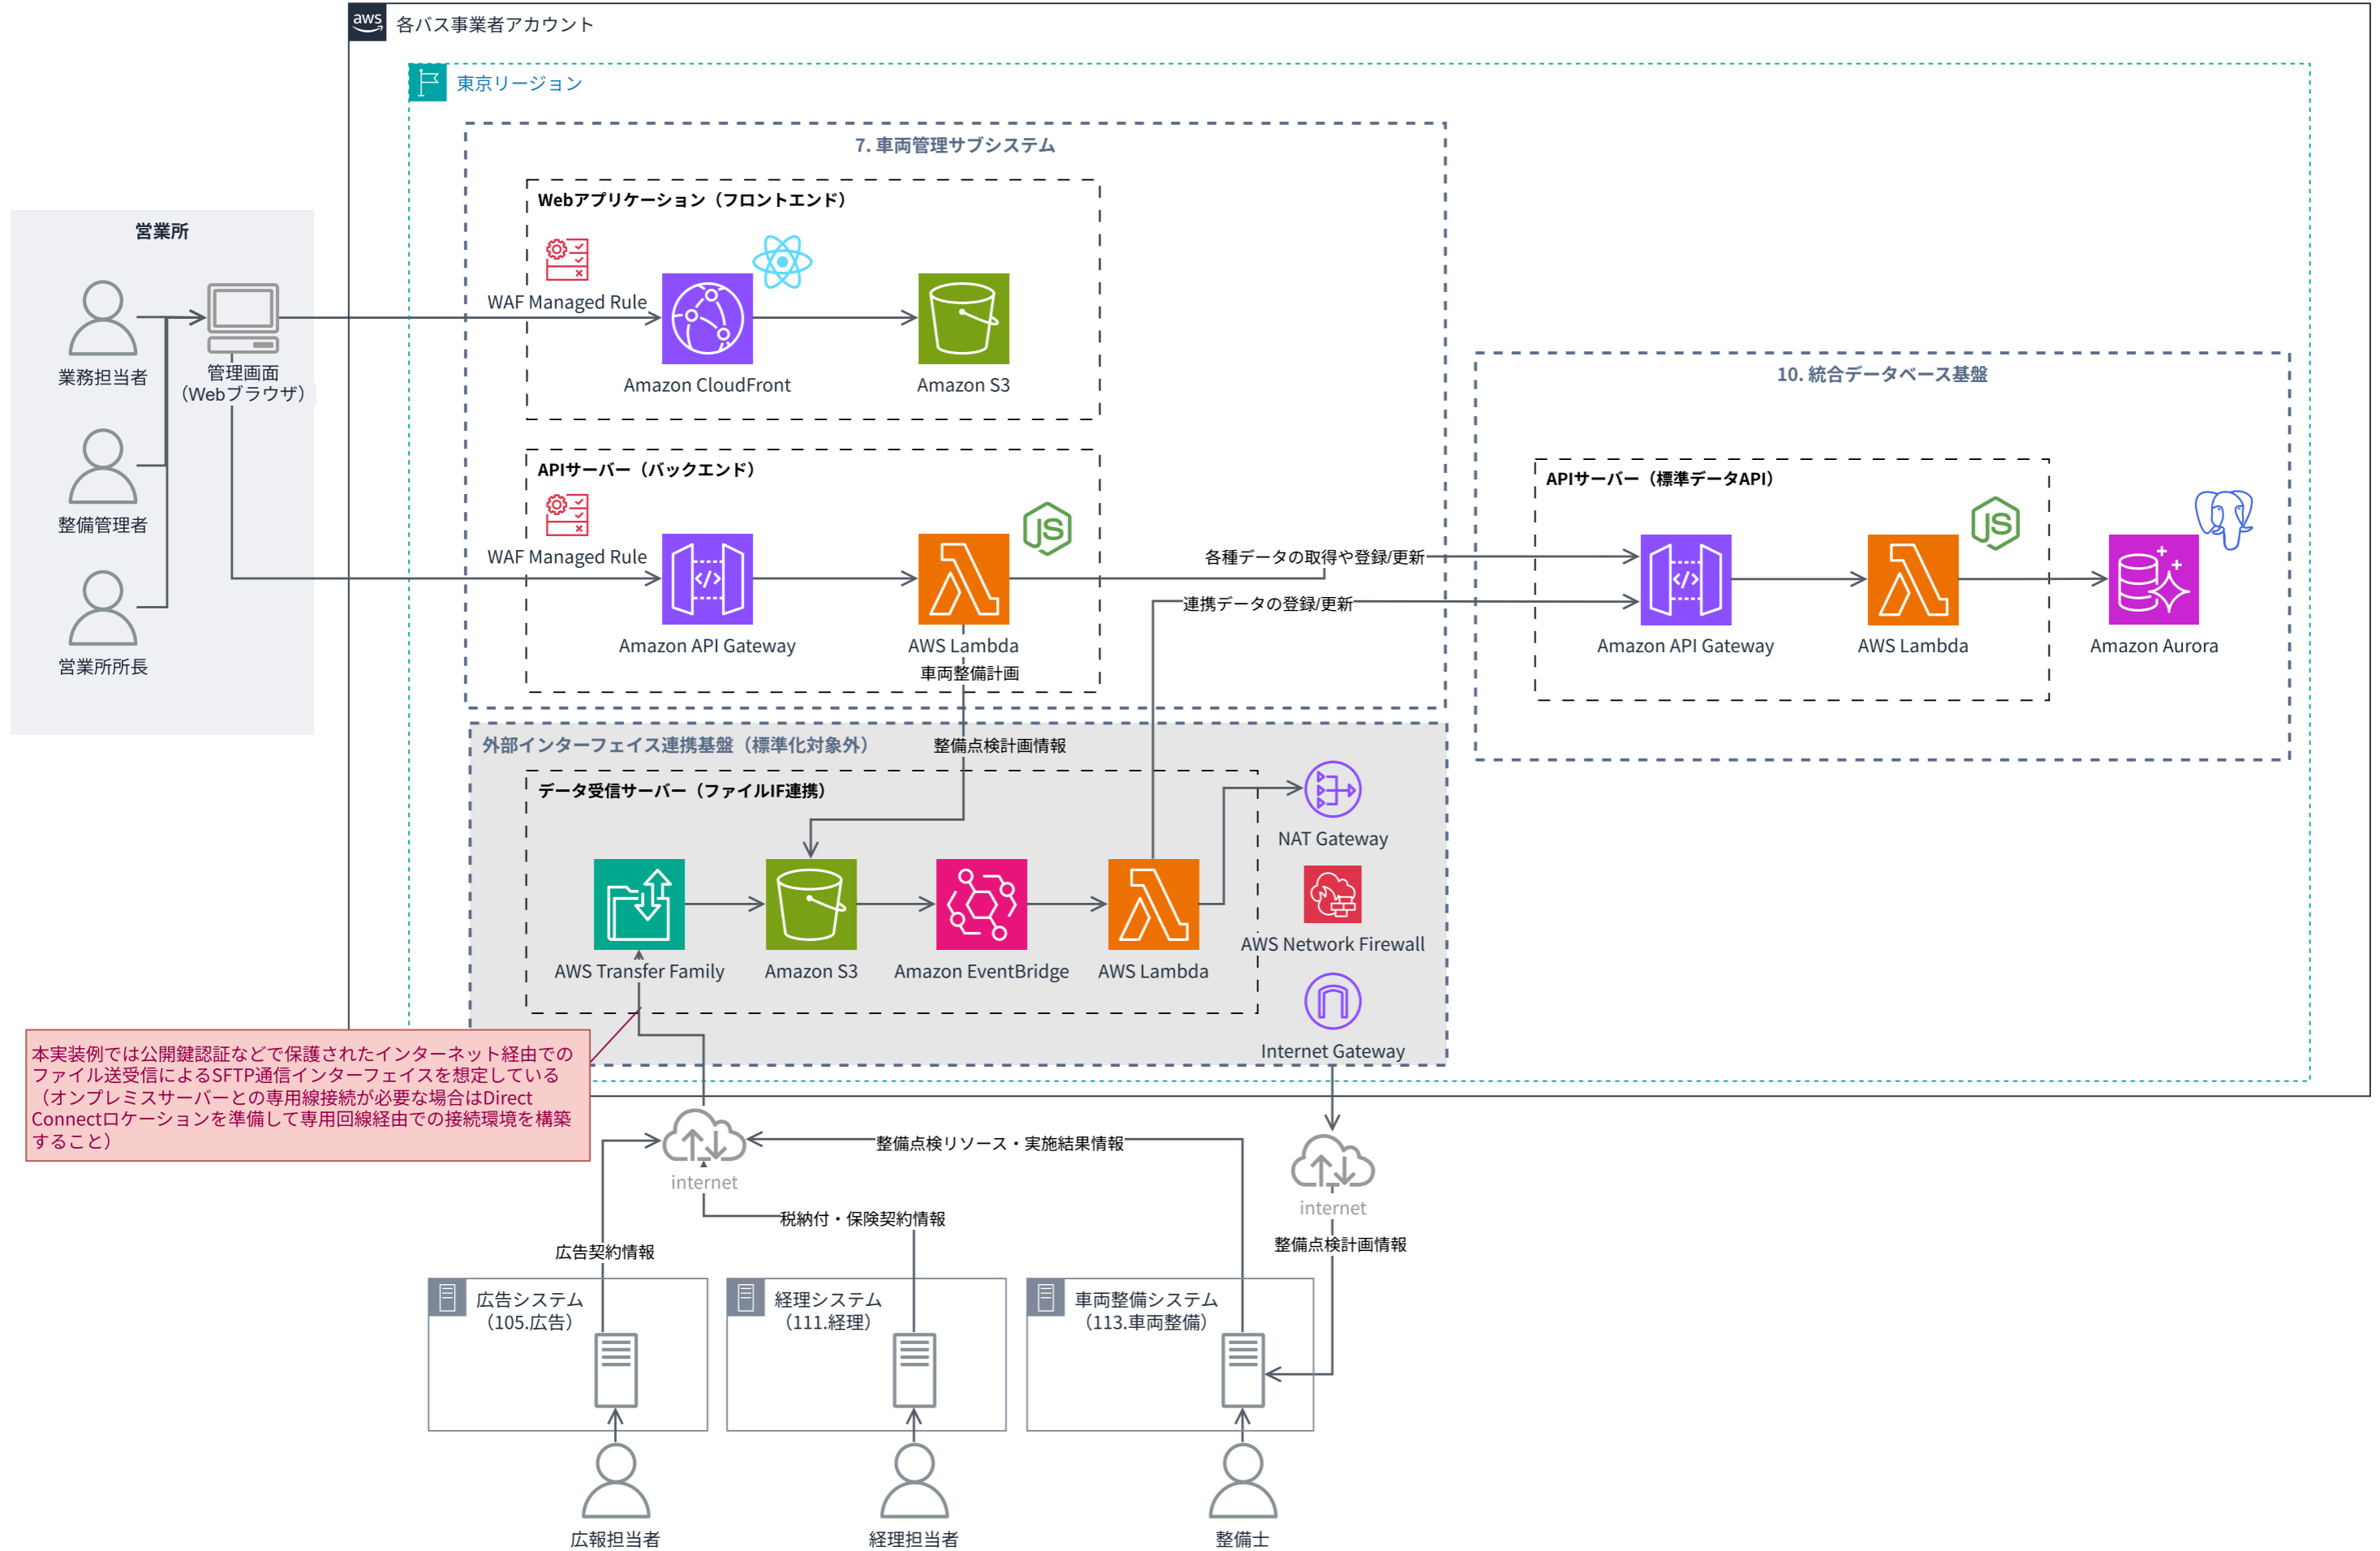 aws
各バス事業者アカウント
東京リージョン
7. 車両管理サブシステム
Webアプリケーション（フロントエンド）
WAF Managed Rule
Amazon CloudFront
Amazon S3
営業所
業務担当者
管理画面
（Webブラウザ）
整備管理者
営業所所長
APIサーバー（バックエンド）
WAF Managed Rule
Amazon API Gateway
JS
AWS Lambda
車両整備計画
各種データの取得や登録/更新
連携データの登録/更新
10. 統合データベース基盤
APIサーバー（標準データAPI）
JS
Amazon API Gateway
AWS Lambda
Amazon Aurora
外部インターフェイス連携基盤（標準化対象外）
整備点検計画情報
データ受信サーバー（ファイルIF連携）
AWS Transfer Family
Amazon S3
Amazon EventBridge
AWS Lambda
NAT Gateway
AWS Network Firewall
Internet Gateway
本実装例では公開鍵認証などで保護されたインターネット経由での
ファイル送受信によるSFTP通信インターフェイスを想定している
（オンプレミスサーバーとの専用線接続が必要な場合はDirect
Connectロケーションを準備して専用回線経由での接続環境を構築
すること）
internet
整備点検リソース・実施結果情報
internet
税納付・保険契約情報
広告契約情報
整備点検計画情報
広告システム
（105.広告）
経理システム
（111.経理）
車両整備システム
（113.車両整備）
広報担当者
経理担当者
整備士